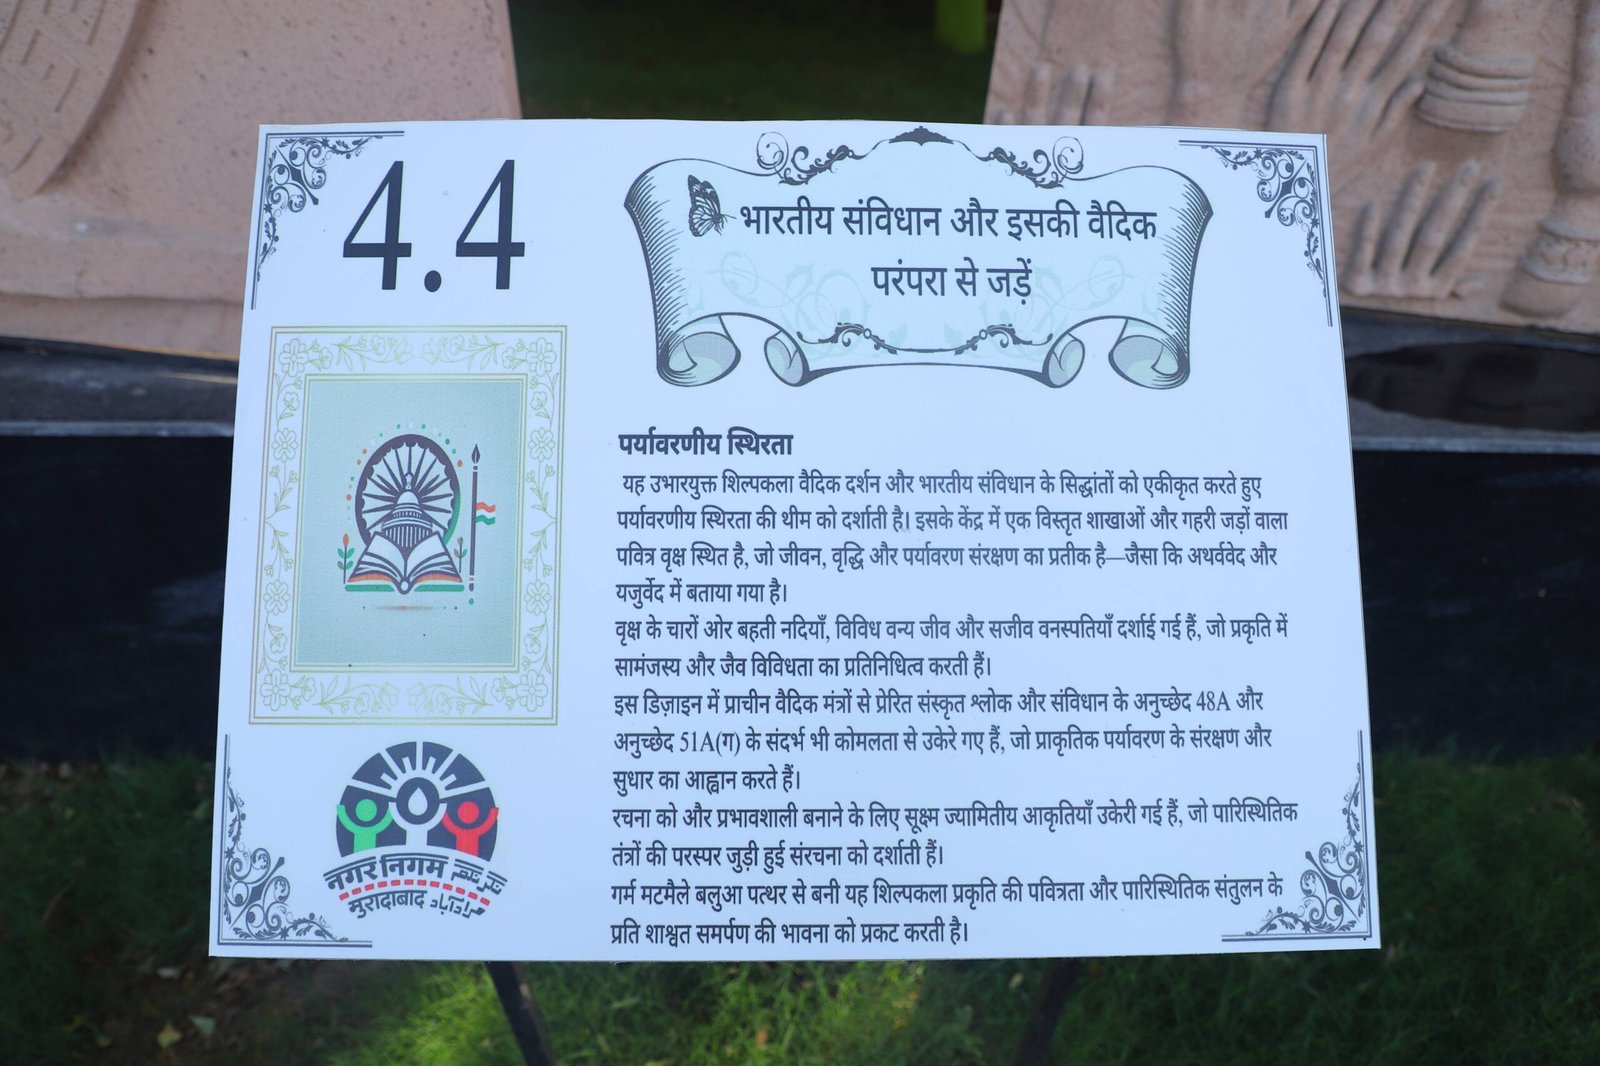 4.4
भारतीय संविधान और इसकी वैदिक
परंपरा से जड़ें
पर्यावरणीय स्थिरता
यह उभारयुक्त शिल्पकला वैदिक दर्शन और भारतीय संविधान के सिद्धांतों को एकीकृत करते हुए
पर्यावरणीय स्थिरता की थीम को दर्शाती है। इसके केंद्र में एक विस्तृत शाखाओं और गहरी जड़ों वाला
पवित्र वृक्ष स्थित है, जो जीवन, वृद्धि और पर्यावरण संरक्षण का प्रतीक है—जैसा कि अथर्ववेद और
यजुर्वेद में बताया गया है।
वृक्ष के चारों ओर बहती नदियाँ, विविध वन्य जीव और सजीव वनस्पतियाँ दर्शाई गई हैं, जो प्रकृति में
सामंजस्य और जैव विविधता का प्रतिनिधित्व करती हैं।
इस डिज़ाइन में प्राचीन वैदिक मंत्रों से प्रेरित संस्कृत श्लोक और संविधान के अनुच्छेद 48A और
अनुच्छेद 51A(ग) के संदर्भ भी कोमलता से उकेरे गए हैं, जो प्राकृतिक पर्यावरण के संरक्षण और
सुधार का आह्वान करते हैं।
रचना को और प्रभावशाली बनाने के लिए सूक्ष्म ज्यामितीय आकृतियाँ उकेरी गई हैं, जो पारिस्थितिक
तंत्रों की परस्पर जुड़ी हुई संरचना को दर्शाती हैं।
गर्म मटमैले बलुआ पत्थर से बनी यह शिल्पकला प्रकृति की पवित्रता और पारिस्थितिक संतुलन के
प्रति शाश्वत समर्पण की भावना को प्रकट करती है।
नगर निगम
मुरादाबाद مرادآباد